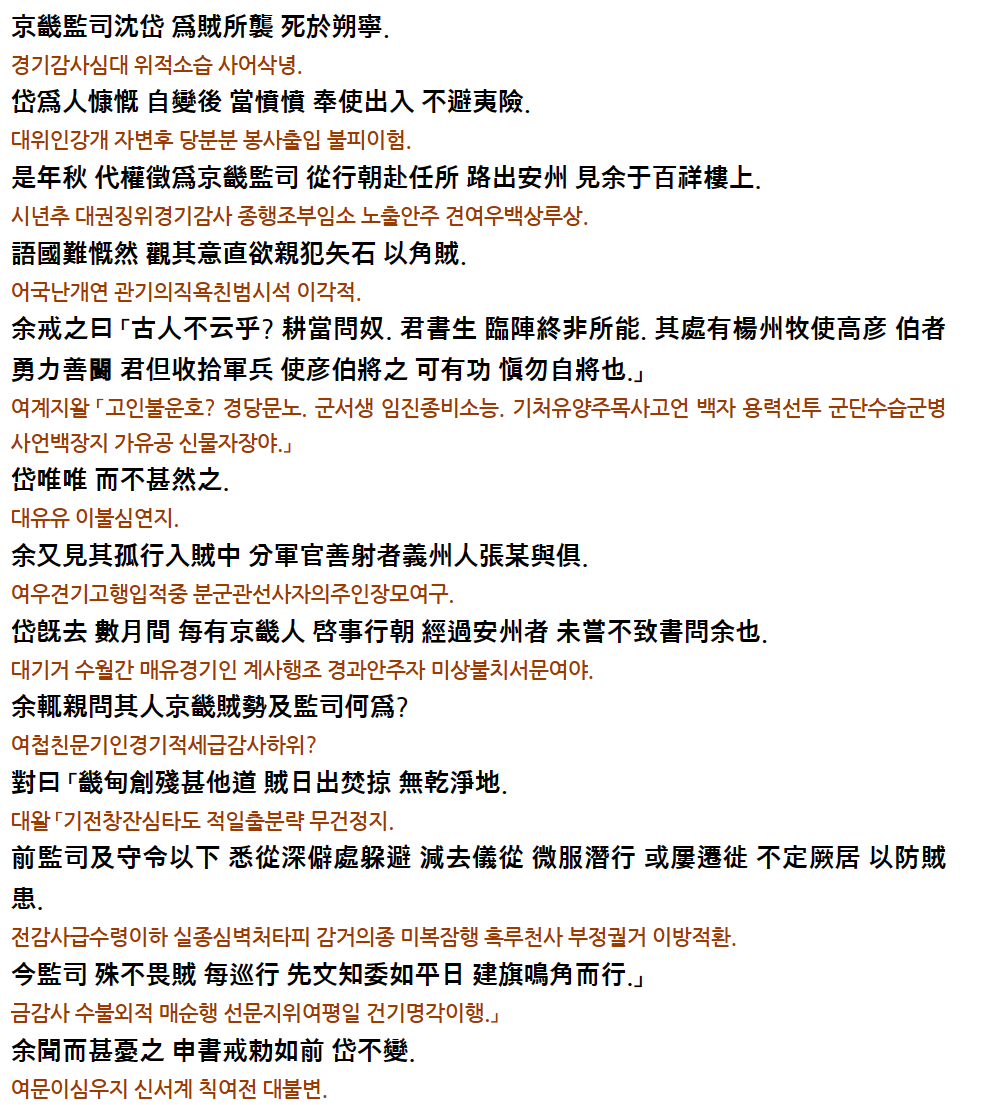 京畿監司沈岱 爲賊所襲 死於朔寧.
경기감사심대 위적소습 사어삭녕.
岱爲人慷慨 自變後 當憤憤 奉使出入 不避夷險.
대위인강개 자변후 당분분 봉사출입 불피이험.
是年秋 代權徵爲京畿監司 從行朝赴任所 路出安州 見余于百祥樓上.
시년추 대권징위경기감사 종행조부임소 노출안주 견여우백상루상.
語國難慨然 觀其意直欲親犯矢石 以角賊.
어국난개연 관기의직욕친범시석 이각적.
余戒之曰 「古人不云乎? 耕當問奴. 君書生 臨陣終非所能. 其處有楊州牧使高彦 伯者
勇力善鬪 君但收拾軍兵 使彦伯將之 可有功 愼勿自將也.」
여계지왈 「고인불운호? 경당문노. 군서생 임진종비소능. 기처유양주목사고언 백자 용력선투 군단수습군병
사언백장지 가유공 신물자장야.」
岱唯唯 而不甚然之.
대유유 이불심연지.
余又見其孤行入賊中 分軍官善射者義州人張某與俱.
여우견기고행입적중 분군관선사자의주인장모여구.
岱旣去 數月間 每有京畿人 啓事行朝 經過安州者 未嘗不致書問余也.
대기거 수월간 매유경기인 계사행조 경과안주자 미상불치서문여야.
余輒親問其人京畿賊勢及監司何爲?
여첩친문기인경기적세급감사하위?
對曰 「畿甸創殘甚他道 賊日出焚掠 無乾淨地.
대왈 「기전창잔심타도 적일출분략 무건정지.
前監司及守令以下 悉從深僻處躱避 減去儀從 微服潛行 或屢遷徙 不定厥居 以防賊
患.
전감사급수령이하 실종심벽처타피 감거의종 미복잠행 혹루천사 부정궐거 이방적환.
今監司 殊不畏賊 每巡行 先文知委如平日 建旗鳴角而行.」
금감사 수불외적 매순행 선문지위여평일 건기명각이행.」
余聞而甚憂之 申書戒勅如前 岱不變.
여문이심우지 신서계 칙여전 대불변.